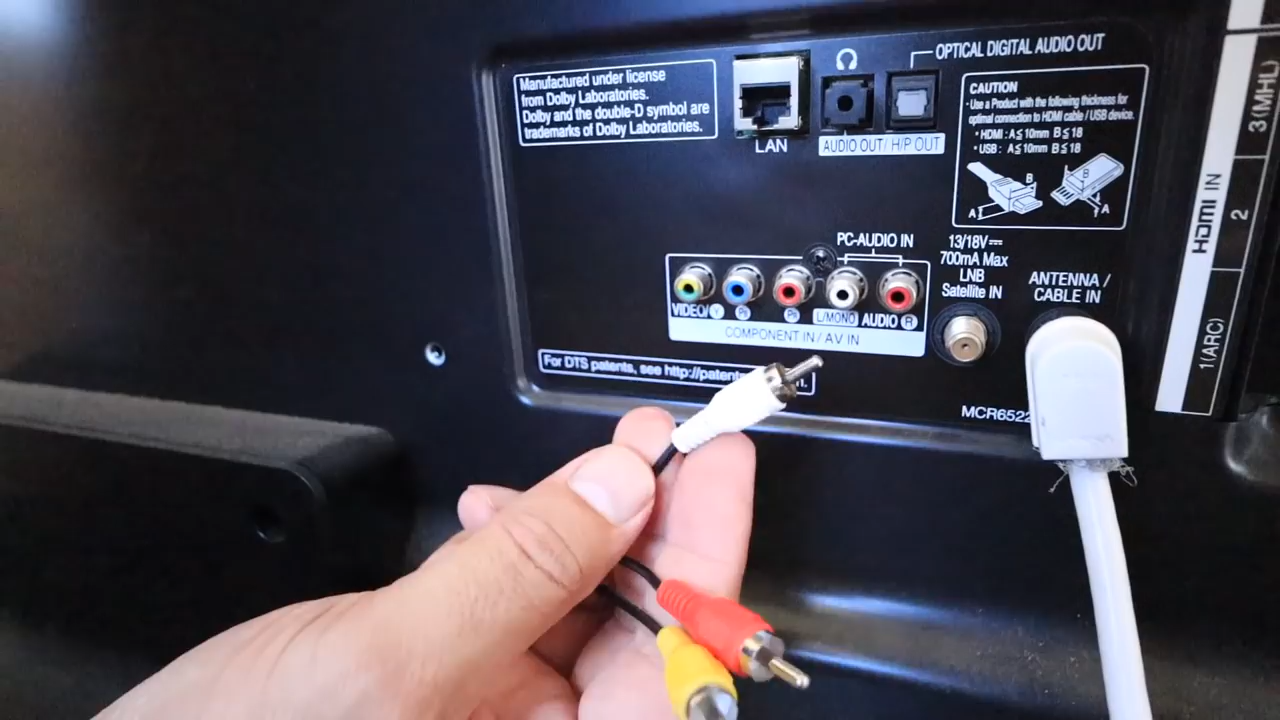 Manufactured under license
from Dolby Laboratories.
Dolby and the double-D symbol are
trademarks of Dolby Laboratories.
LAN
OPTICAL DIGITAL AUDIO OUT
AUDIO OUT/ H/P OUT
CAUTION
• Use a Product with the following thickness for
optimal connection to HDMI cable / USB device.
• HDMI : A≤10mm B≤18
• USB : A≤10mm B≤18
B
A
B
A
HDMI IN
3(MHL)
2
1(ARC)
PC-AUDIO IN
VIDEO/ Y
PB
PR
L/MONO AUDIO R
COMPONENT IN / AV IN
13/18V
700mA Max
LNB
Satellite IN
ANTENNA /
CABLE IN
For DTS patents, see http://paten
MCR6522